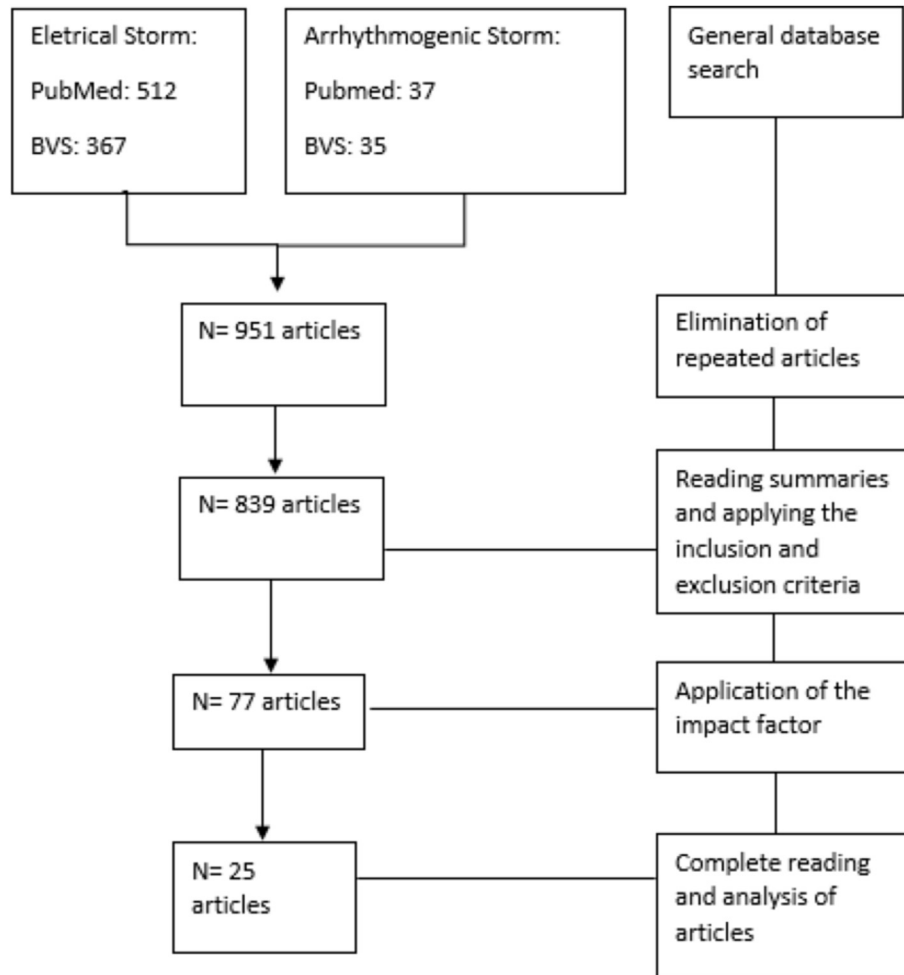 Eletrical Storm:
PubMed: 512
BVS: 367
Arrhythmogenic Storm:
Pubmed: 37
BVS: 35
General database
search
N= 951 articles
Elimination of
repeated articles
N= 839 articles
Reading summaries
and applying the
inclusion and
exclusion criteria
N= 77 articles
Application of the
impact factor
N= 25
articles
Complete reading
and analysis of
articles